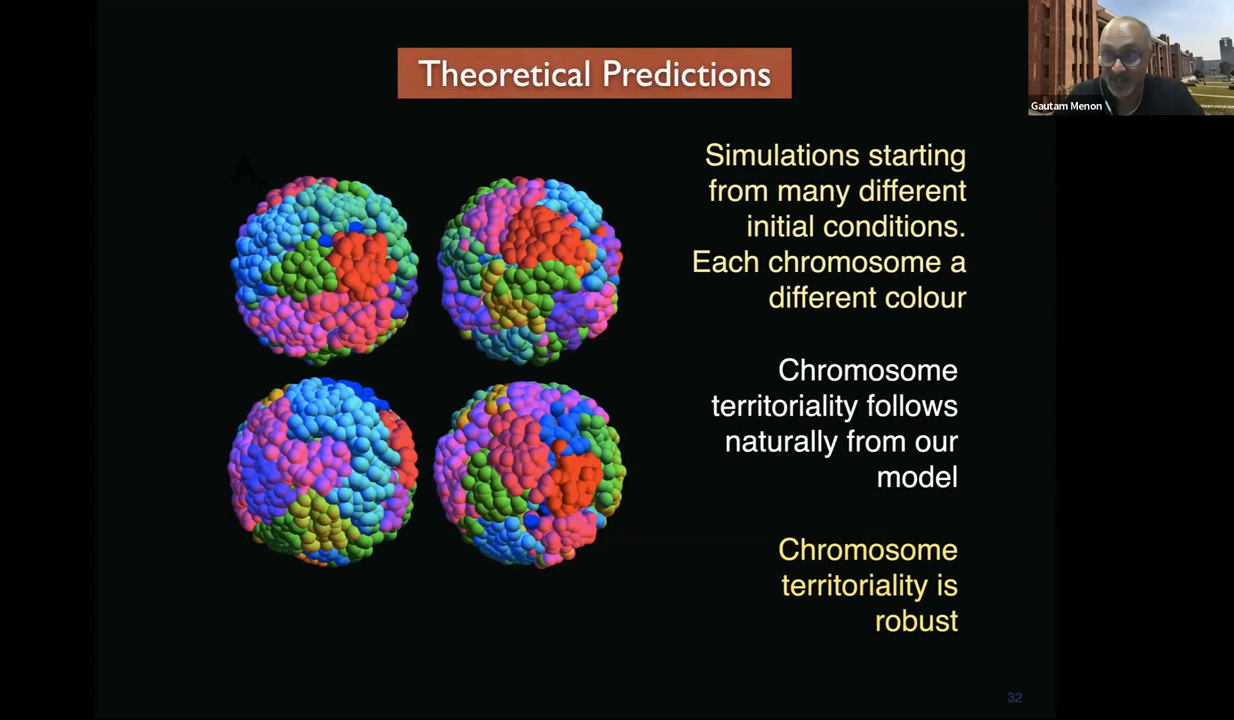 Theoretical Predictions
Gautam Menon
A
Simulations starting
from many different
initial conditions.
Each chromosome a
different colour
Chromosome
territoriality follows
naturally from our
model
Chromosome
territoriality is
robust
32